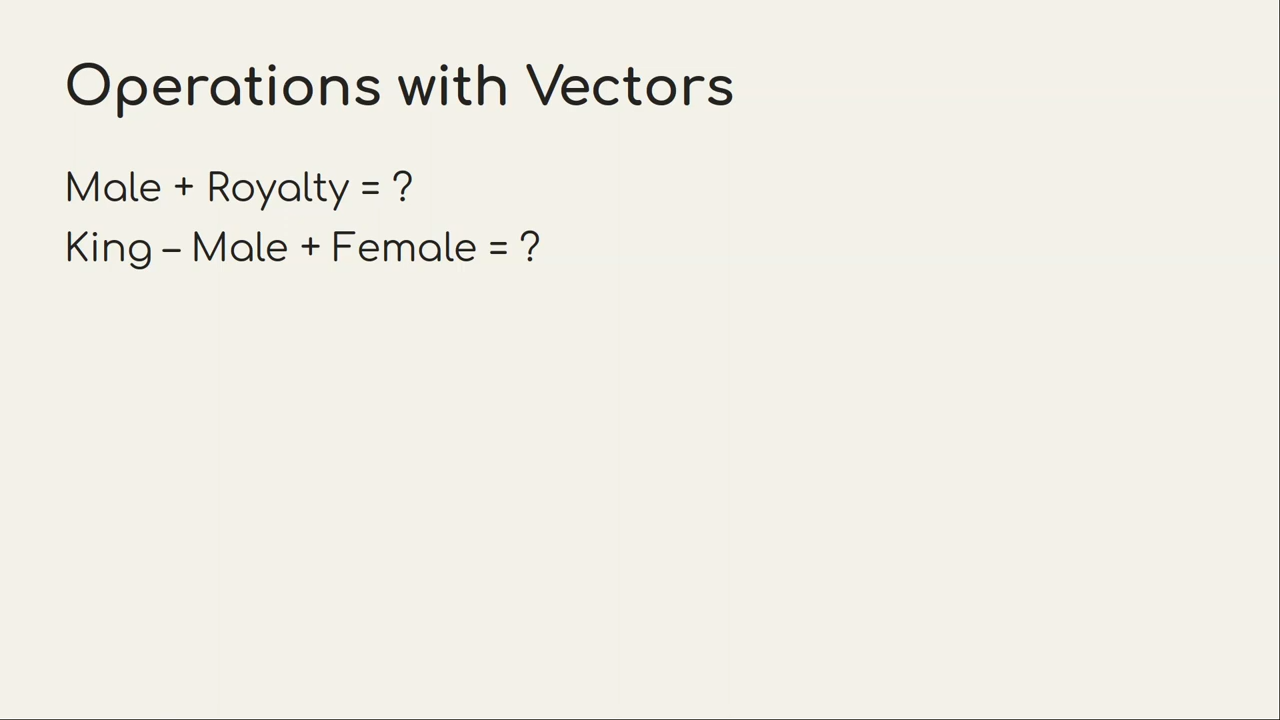 Operations with Vectors
Male + Royalty = ?
King – Male + Female = ?